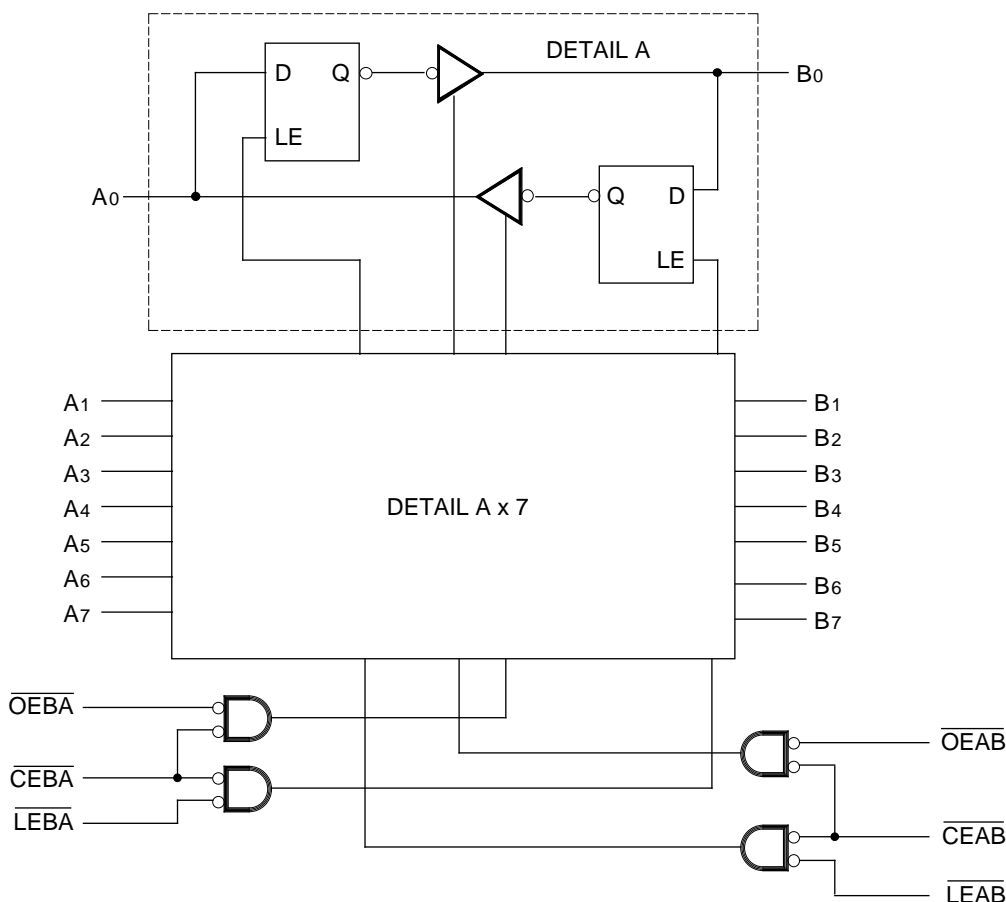 DETAIL A
D Q
B0
LE
A0
Q D
LE
A1
A2
A3
A4
A5
A6
A7
DETAIL A x 7
B1
B2
B3
B4
B5
B6
B7
OEBA
CEBA
LEBA
OEAB
CEAB
LEAB